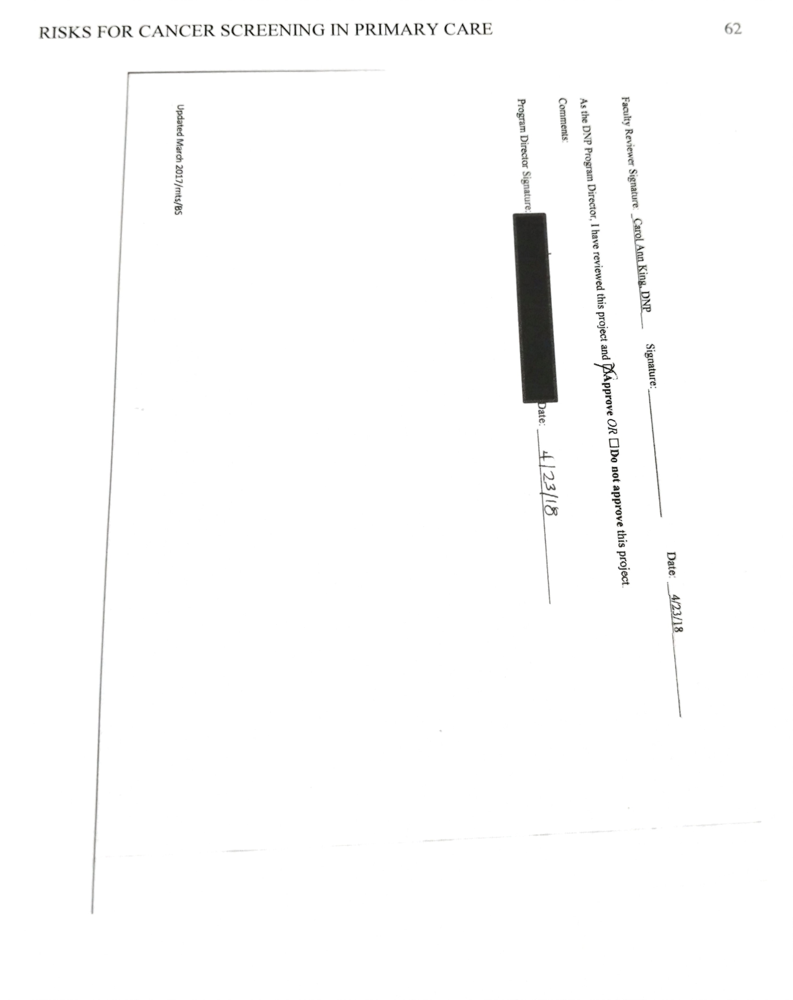 RISKS FOR CANCER SCREENING IN PRIMARY CARE 62
Faculty Reviewer Signature: Carol Ann King, DNP Signature: Date: 4/23/18
As the DNP Program Director, I have reviewed this project and ☒Approve OR ☐Do not approve this project.
Comments:
Program Director Signature: Date: 4/23/18
Updated March 2017/mts/BS